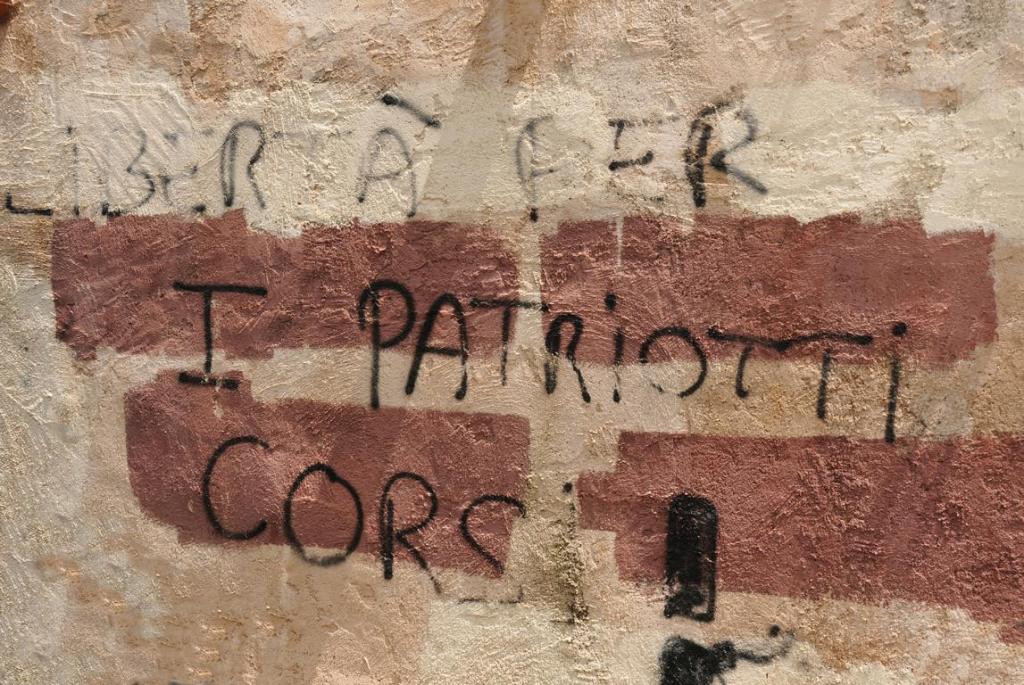 LiBERTÀ PER
I PATRiOTTi
CORSi!